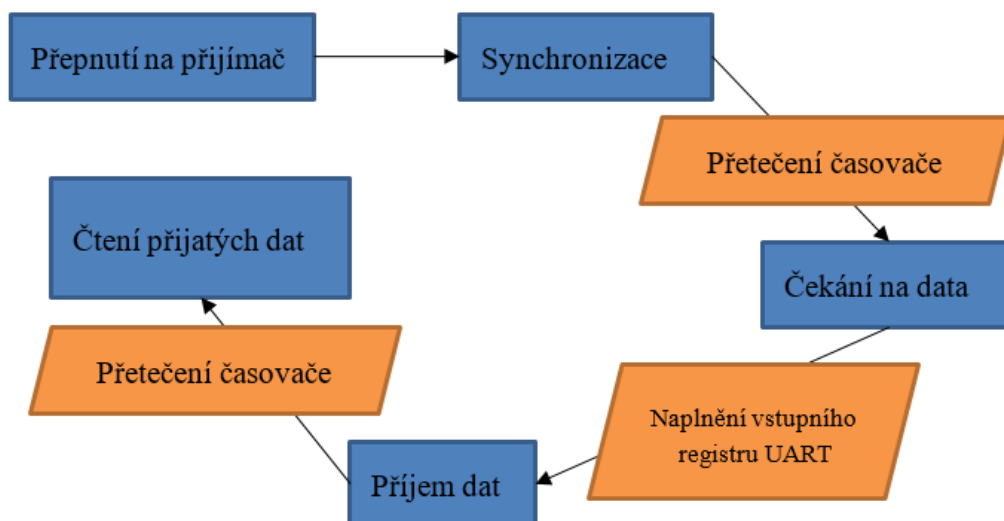 Přepnutí na přijímač
Synchronizace
Přetečení časovače
Čekání na data
Naplnění vstupního
registru UART
Příjem dat
Přetečení časovače
Čtení přijatých dat